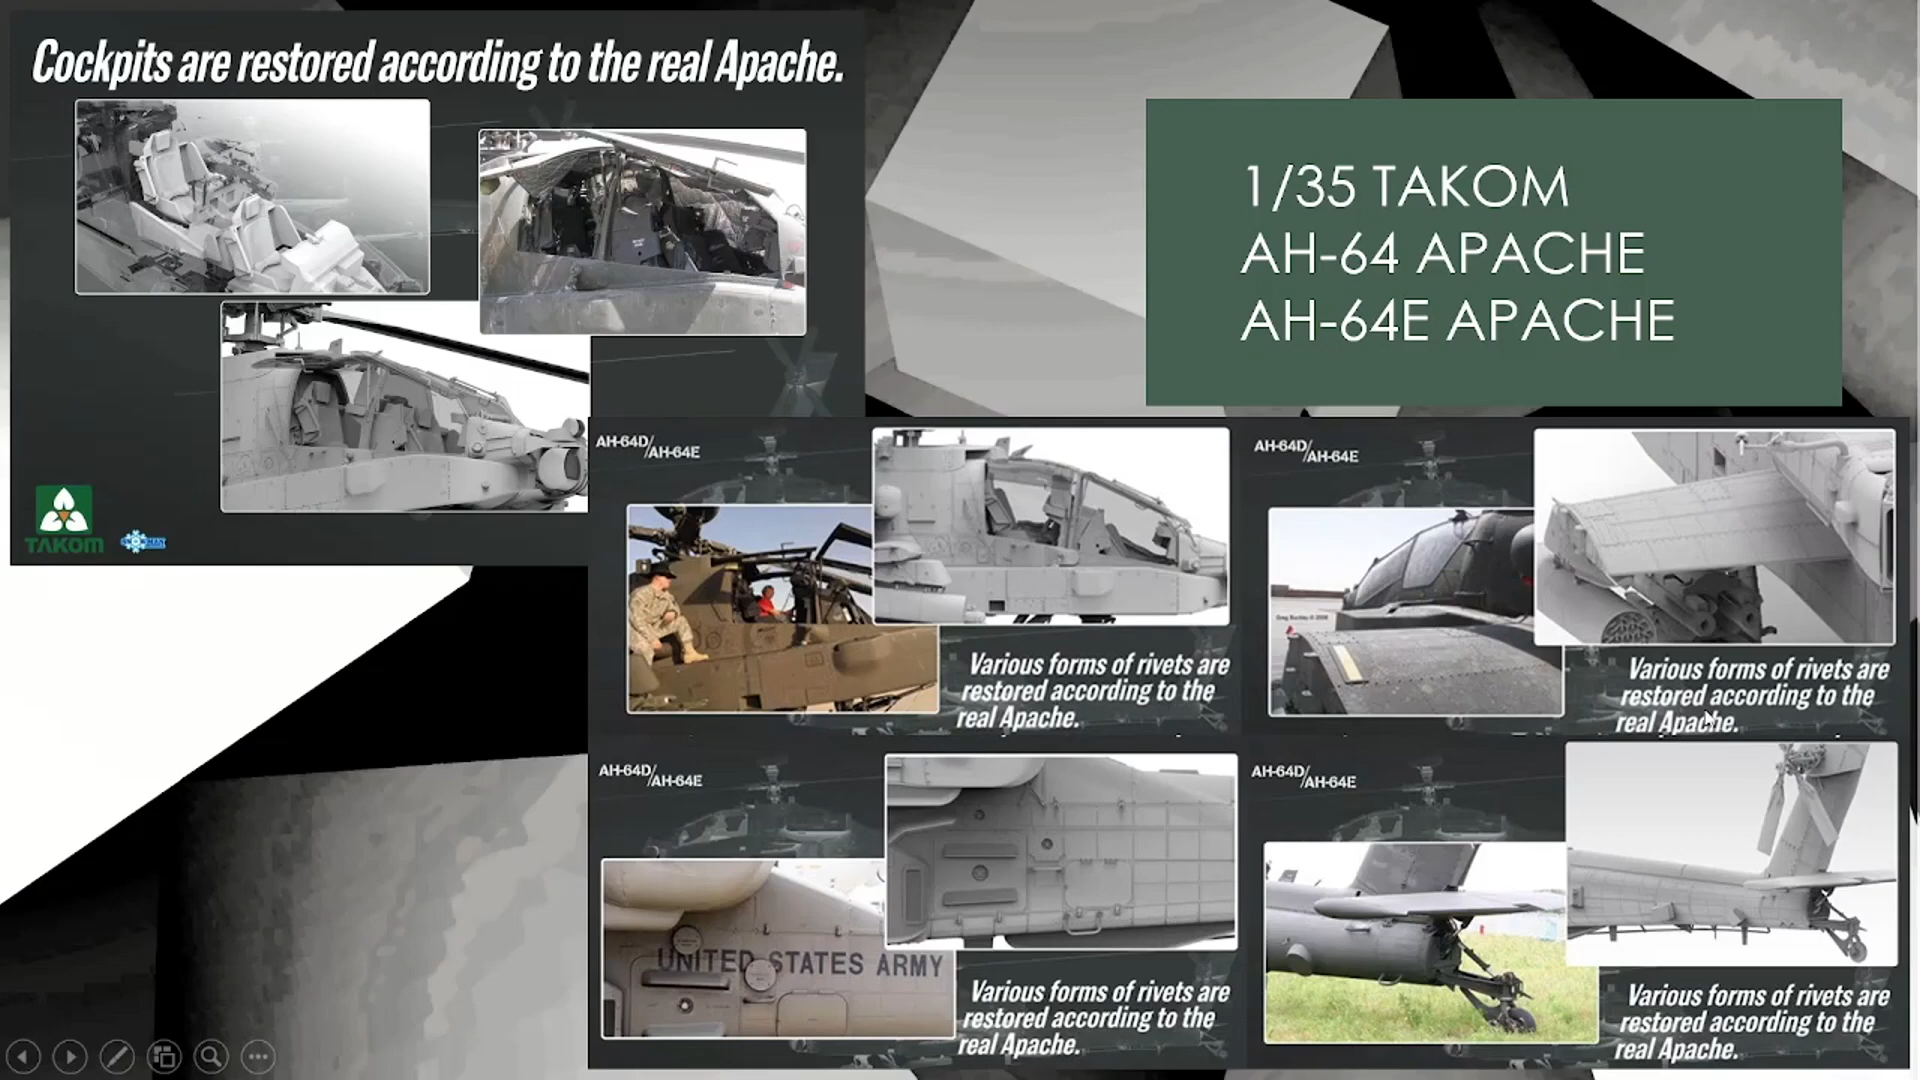 Cockpits are restored according to the real Apache.
TAKOM
SNOWMAN
1/35 TAKOM
AH-64 APACHE
AH-64E APACHE
AH-64D/AH-64E
Various forms of rivets are
restored according to the
real Apache.
AH-64D/AH-64E
Various forms of rivets are
restored according to the
real Apache.
AH-64D/AH-64E
UNITED STATES ARMY
Various forms of rivets are
restored according to the
real Apache.
AH-64D/AH-64E
Various forms of rivets are
restored according to the
real Apache.